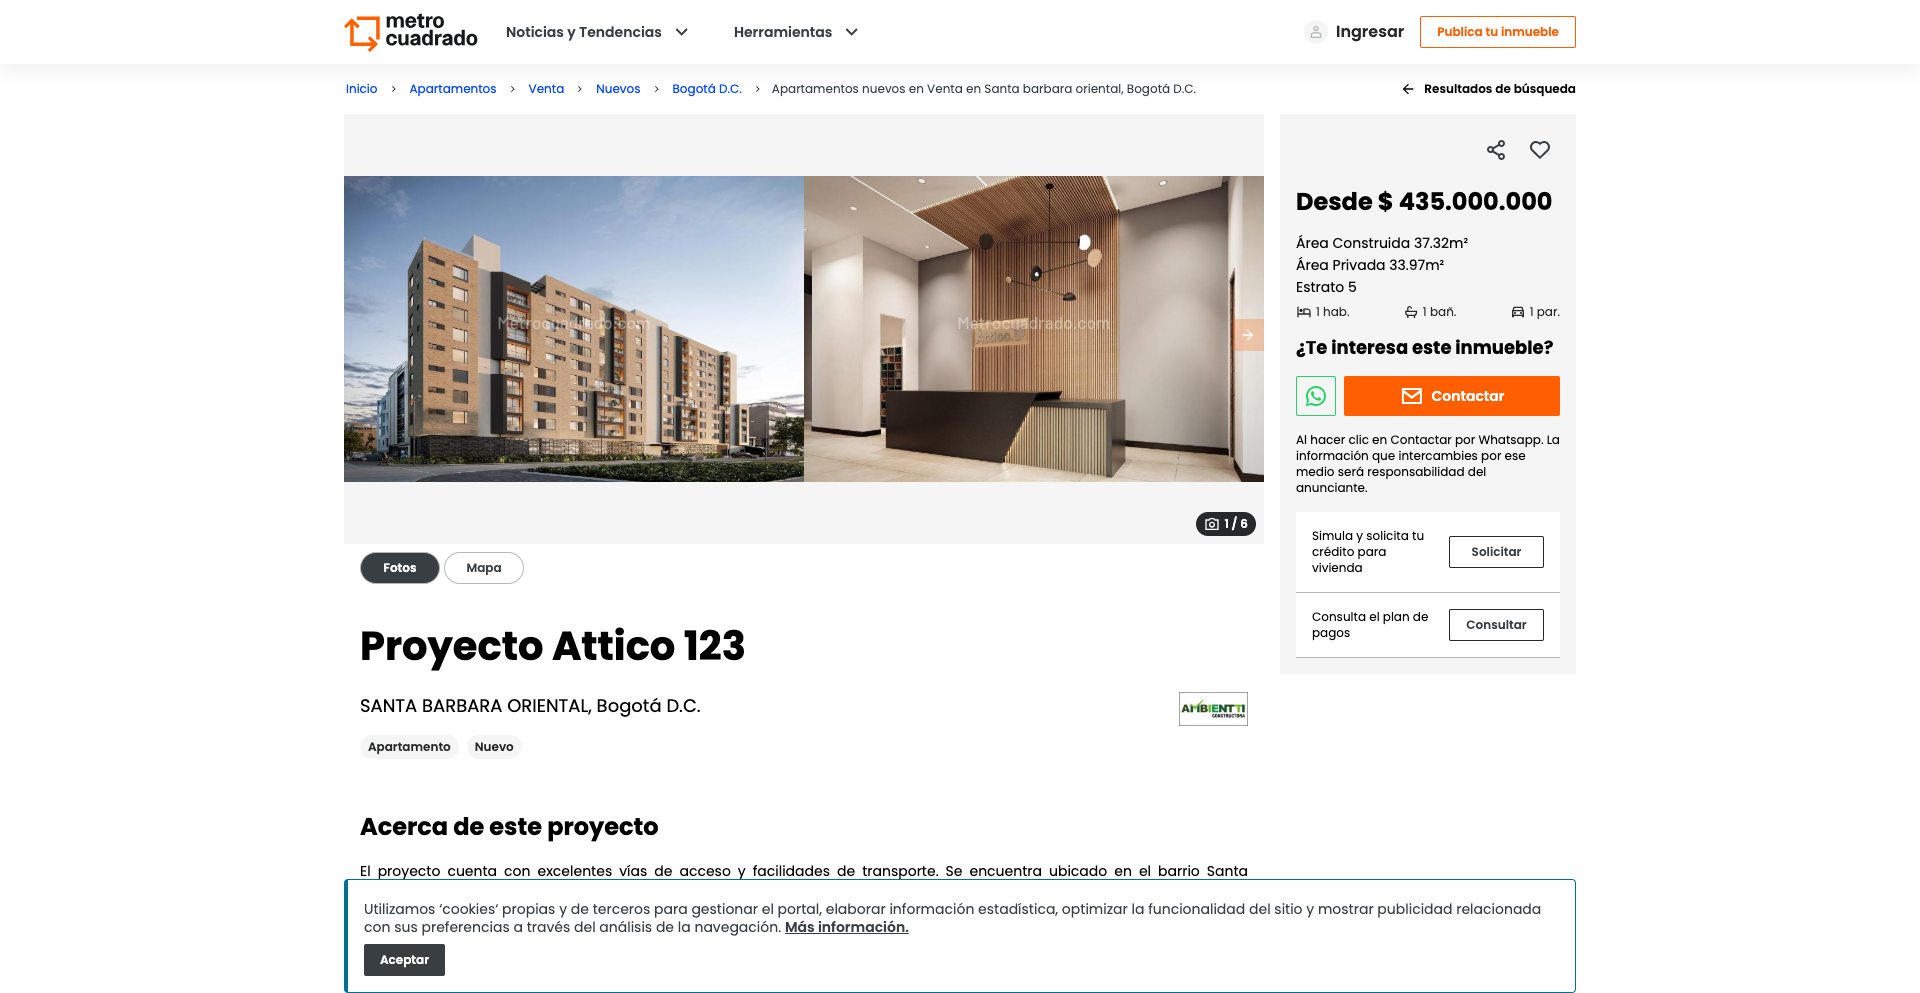 metro
cuadrado
Noticias y Tendencias
Herramientas
Ingresar
Publica tu inmueble
Inicio > Apartamentos > Venta > Nuevos > Bogotá D.C. > Apartamentos nuevos en Venta en Santa barbara oriental, Bogotá D.C.
← Resultados de búsqueda
Metrocuadrado.com
Metrocuadrado.com
1 / 6
Fotos
Mapa
Desde $ 435.000.000
Área Construida 37.32m²
Área Privada 33.97m²
Estrato 5
1 hab.
1 bañ.
1 par.
¿Te interesa este inmueble?
Contactar
Al hacer clic en Contactar por Whatsapp. La
información que intercambies por ese
medio será responsabilidad del
anunciante.
Simula y solicita tu
crédito para
vivienda
Solicitar
Consulta el plan de
pagos
Consultar
Proyecto Attico 123
SANTA BARBARA ORIENTAL, Bogotá D.C.
AMBIENTTI
CONSTRUCTORA
Apartamento
Nuevo
Acerca de este proyecto
El proyecto cuenta con excelentes vías de acceso y facilidades de transporte. Se encuentra ubicado en el barrio Santa
Utilizamos ‘cookies‘ propias y de terceros para gestionar el portal, elaborar información estadística, optimizar la funcionalidad del sitio y mostrar publicidad relacionada
con sus preferencias a través del análisis de la navegación. Más información.
Aceptar